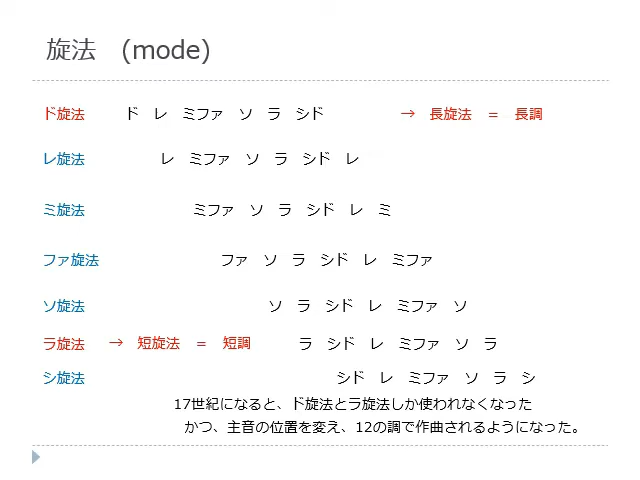 旋法　(mode)
ド旋法　ド　レ　ミファ　ソ　ラ　シド　→　長旋法　＝　長調
レ旋法　レ　ミファ　ソ　ラ　シド　レ
ミ旋法　ミファ　ソ　ラ　シド　レ　ミ
ファ旋法　ファ　ソ　ラ　シド　レ　ミファ
ソ旋法　ソ　ラ　シド　レ　ミファ　ソ
ラ旋法　→　短旋法　＝　短調　ラ　シド　レ　ミファ　ソ　ラ
シ旋法　シド　レ　ミファ　ソ　ラ　シ
17世紀になると、ド旋法とラ旋法しか使われなくなった
かつ、主音の位置を変え、12の調で作曲されるようになった。